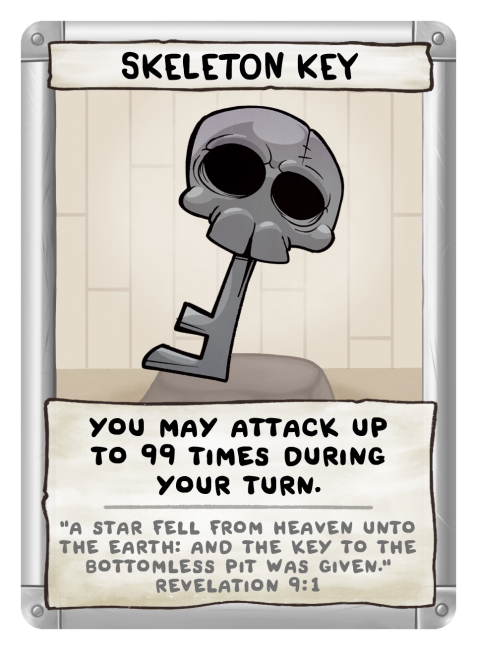 SKELETON KEY
YOU MAY ATTACK UP
TO 99 TIMES DURING
YOUR TURN.
"A STAR FELL FROM HEAVEN UNTO
THE EARTH: AND THE KEY TO THE
BOTTOMLESS PIT WAS GIVEN."
REVELATION 9:1